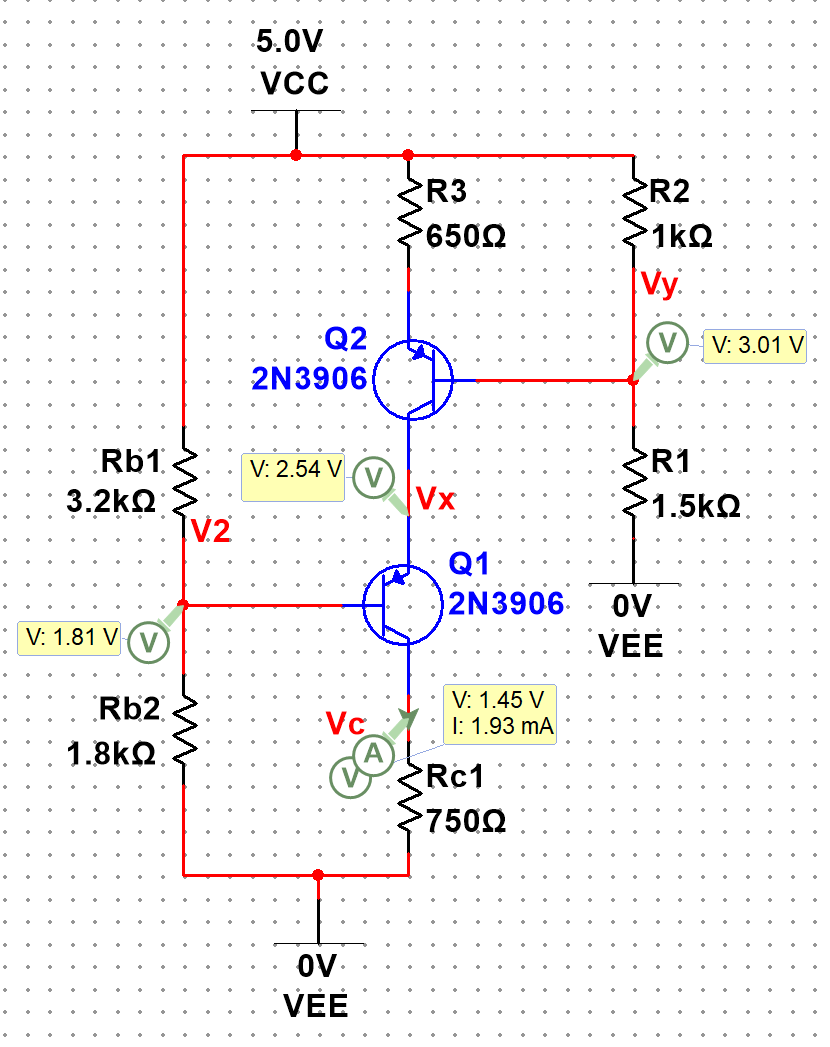 5.0V
VCC
R3
650Ω
R2
1kΩ
Vy
V: 3.01 V
V
Q2
2N3906
Rb1
3.2kΩ
V2
V: 2.54 V
V
Vx
R1
1.5kΩ
0V
VEE
Q1
2N3906
V: 1.81 V
V
Rb2
1.8kΩ
Vc
V: 1.45 V
I: 1.93 mA
A
V
Rc1
750Ω
0V
VEE